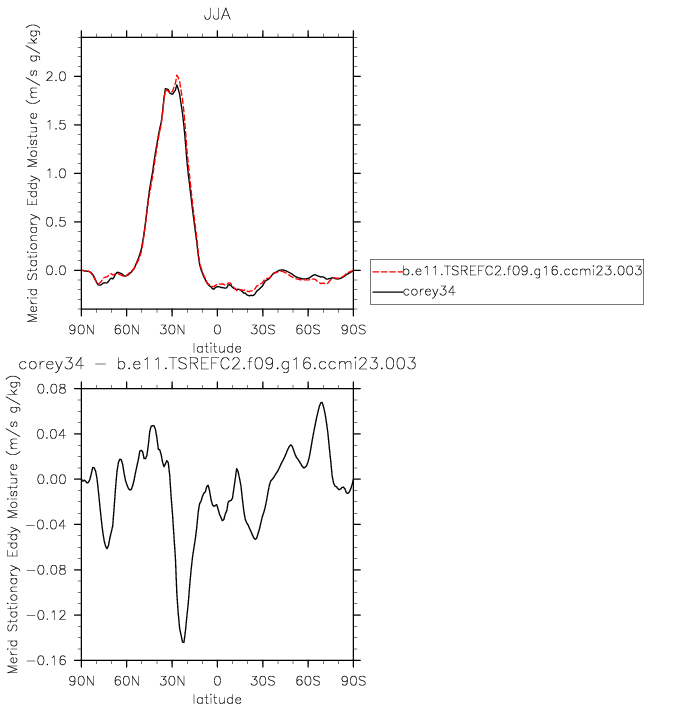 JJA
Merid Stationary Eddy Moisture (m/s g/kg)
2.0
1.5
1.0
0.5
0.0
90N 60N 30N 0 30S 60S 90S
latitude
b.e11.TSREFC2.f09.g16.ccmi23.003
corey34
corey34 − b.e11.TSREFC2.f09.g16.ccmi23.003
Merid Stationary Eddy Moisture (m/s g/kg)
0.08
0.04
0.00
−0.04
−0.08
−0.12
−0.16
90N 60N 30N 0 30S 60S 90S
latitude